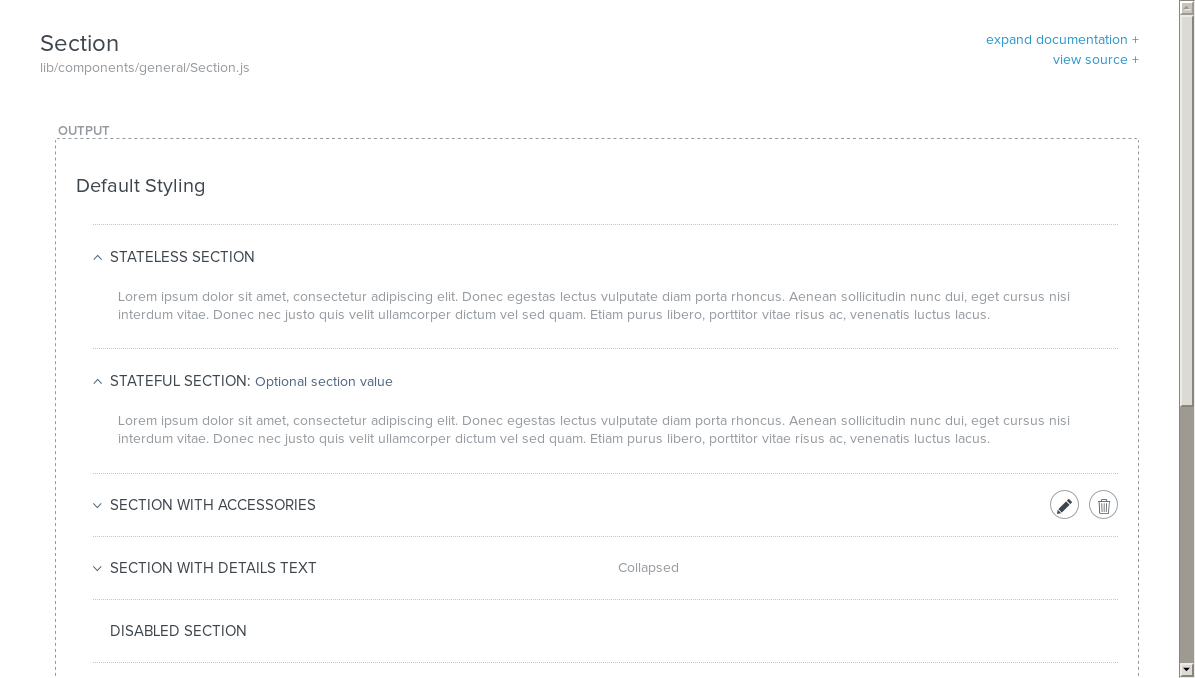 Section
lib/components/general/Section.js
expand documentation +
view source +
OUTPUT
Default Styling
STATELESS SECTION
Lorem ipsum dolor sit amet, consectetur adipiscing elit. Donec egestas lectus vulputate diam porta rhoncus. Aenean sollicitudin nunc dui, eget cursus nisi
interdum vitae. Donec nec justo quis velit ullamcorper dictum vel sed quam. Etiam purus libero, porttitor vitae risus ac, venenatis luctus lacus.
STATEFUL SECTION: Optional section value
Lorem ipsum dolor sit amet, consectetur adipiscing elit. Donec egestas lectus vulputate diam porta rhoncus. Aenean sollicitudin nunc dui, eget cursus nisi
interdum vitae. Donec nec justo quis velit ullamcorper dictum vel sed quam. Etiam purus libero, porttitor vitae risus ac, venenatis luctus lacus.
SECTION WITH ACCESSORIES
SECTION WITH DETAILS TEXT Collapsed
DISABLED SECTION